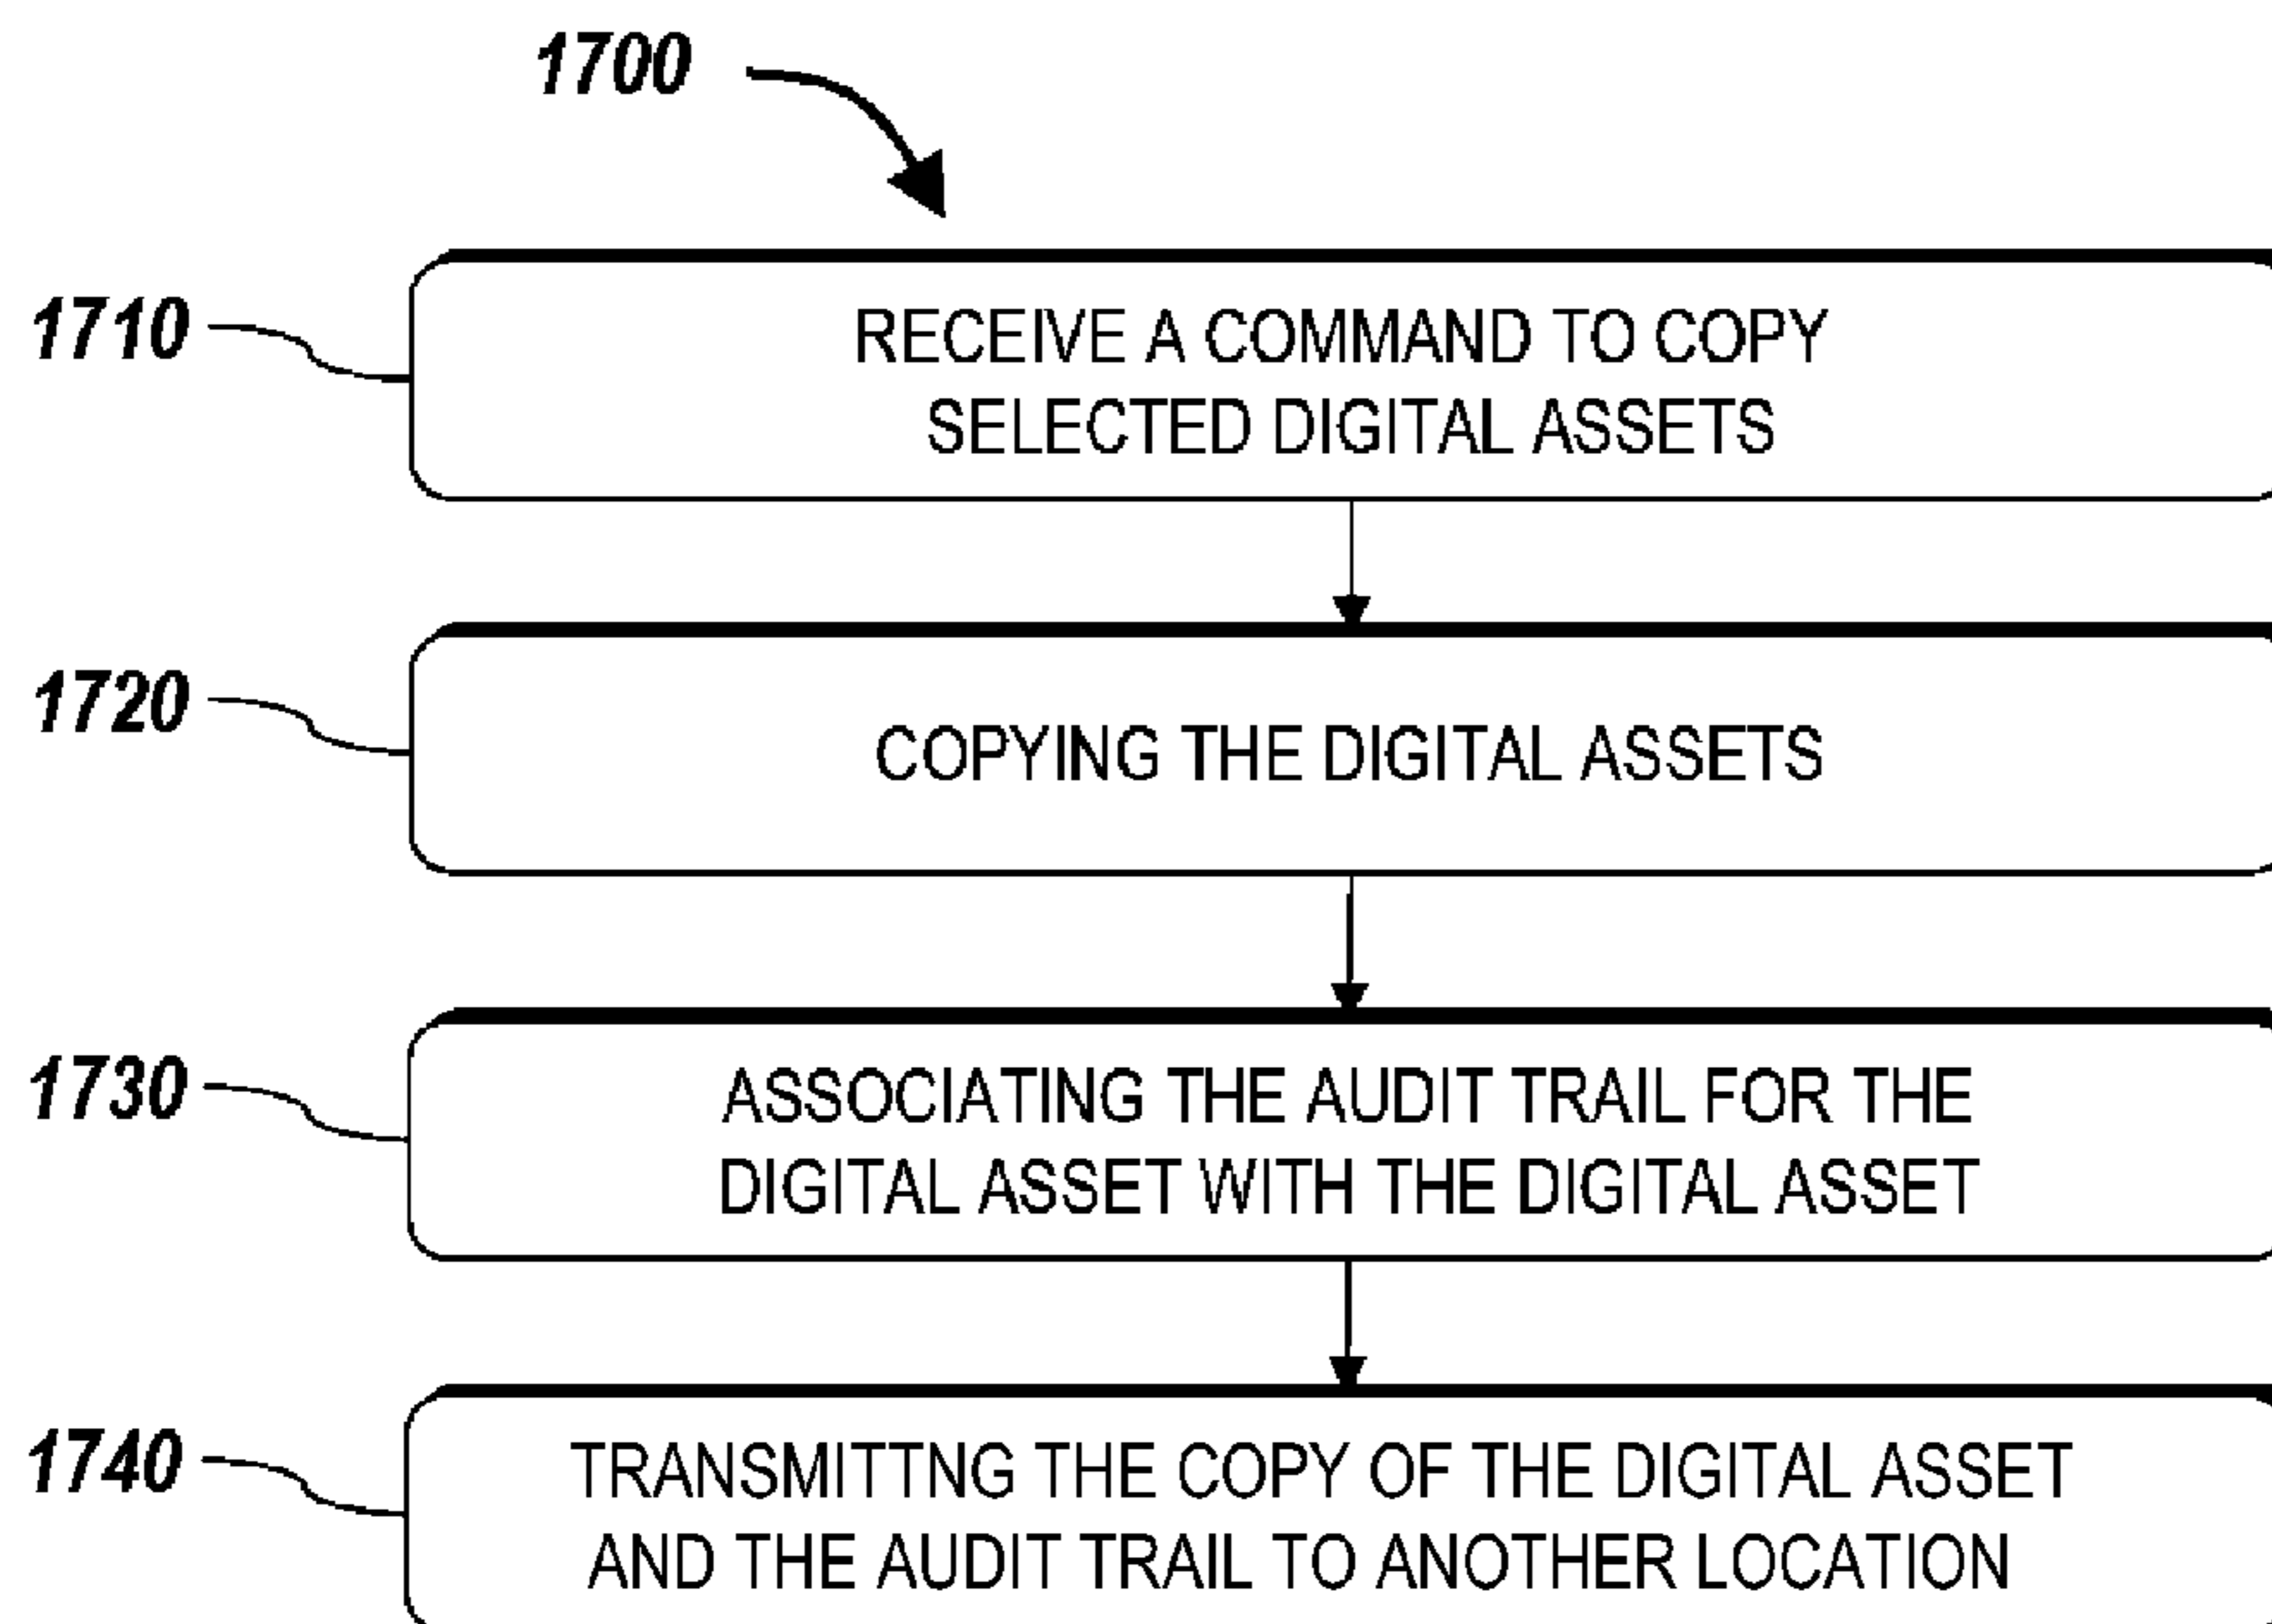 1700
1710
RECEIVE A COMMAND TO COPY
SELECTED DIGITAL ASSETS
1720
COPYING THE DIGITAL ASSETS
1730
ASSOCIATING THE AUDIT TRAIL FOR THE
DIGITAL ASSET WITH THE DIGITAL ASSET
1740
TRANSMITTNG THE COPY OF THE DIGITAL ASSET
AND THE AUDIT TRAIL TO ANOTHER LOCATION